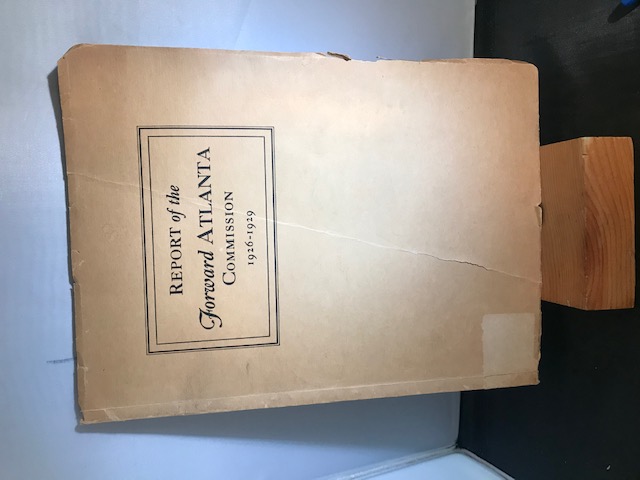 REPORT of the
Forward ATLANTA
COMMISSION
1926-1929